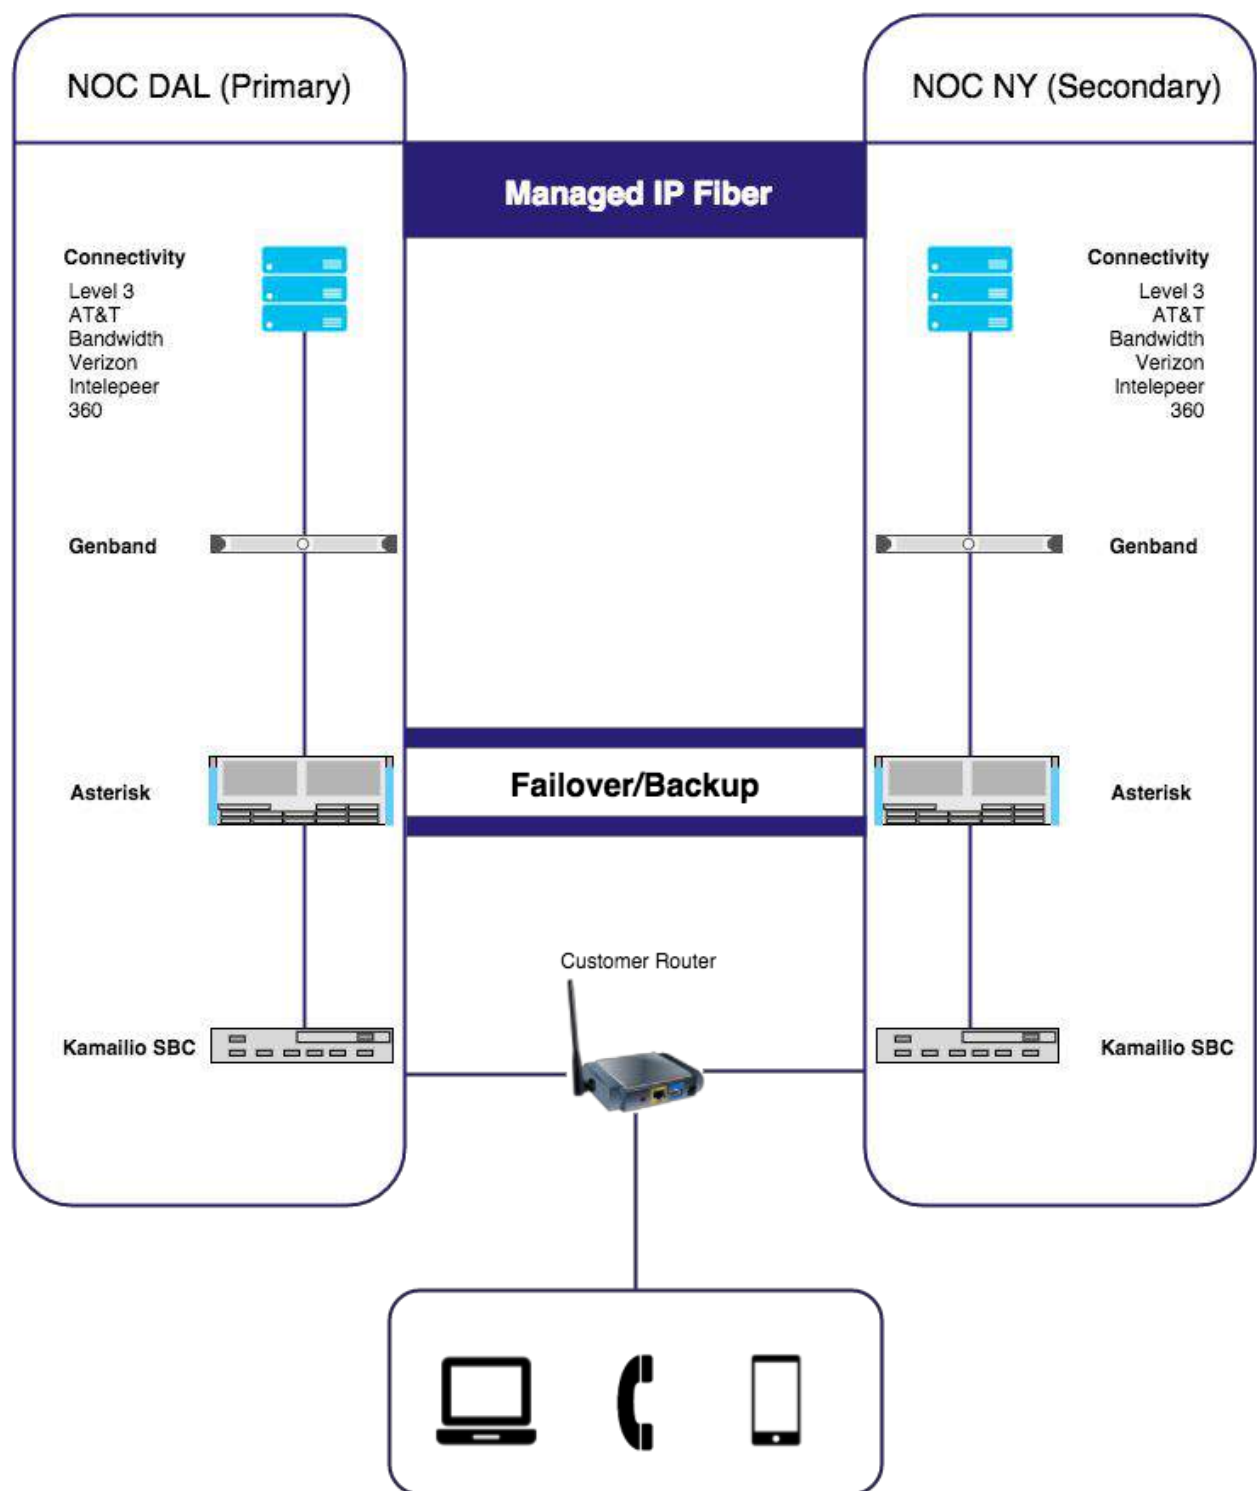 NOC DAL (Primary)
NOC NY (Secondary)
Managed IP Fiber
Connectivity
Level 3
AT&T
Bandwidth
Verizon
Intelepeer
360
Connectivity
Level 3
AT&T
Bandwidth
Verizon
Intelepeer
360
Genband
Genband
Asterisk
Failover/Backup
Asterisk
Customer Router
Kamailio SBC
Kamailio SBC